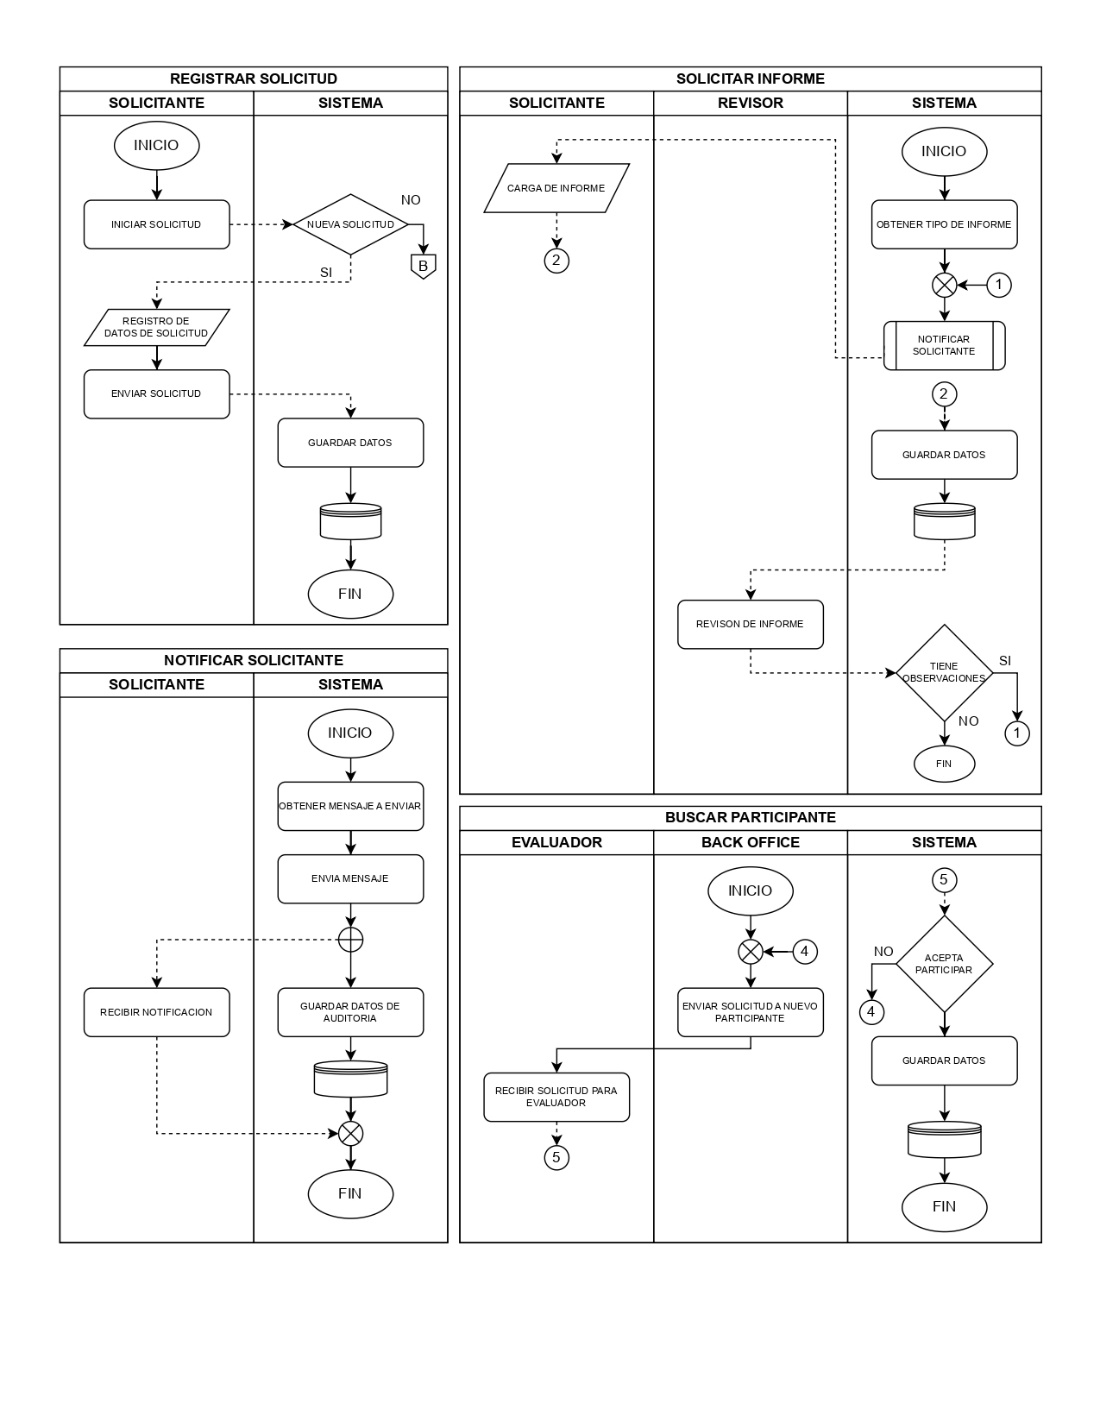 REGISTRAR SOLICITUD
SOLICITANTE
SISTEMA
INICIO
INICIAR SOLICITUD
NUEVA SOLICITUD
NO
B
SI
REGISTRO DE
DATOS DE SOLICITUD
ENVIAR SOLICITUD
GUARDAR DATOS
FIN
SOLICITAR INFORME
SOLICITANTE
REVISOR
SISTEMA
INICIO
CARGA DE INFORME
2
OBTENER TIPO DE INFORME
1
NOTIFICAR
SOLICITANTE
2
GUARDAR DATOS
REVISON DE INFORME
TIENE
OBSERVACIONES
SI
NO
1
FIN
NOTIFICAR SOLICITANTE
SOLICITANTE
SISTEMA
INICIO
OBTENER MENSAJE A ENVIAR
ENVIA MENSAJE
RECIBIR NOTIFICACION
GUARDAR DATOS DE
AUDITORIA
FIN
BUSCAR PARTICIPANTE
EVALUADOR
BACK OFFICE
SISTEMA
INICIO
4
ENVIAR SOLICITUD A NUEVO
PARTICIPANTE
RECIBIR SOLICITUD PARA
EVALUADOR
5
5
ACEPTA
PARTICIPAR
NO
4
GUARDAR DATOS
FIN